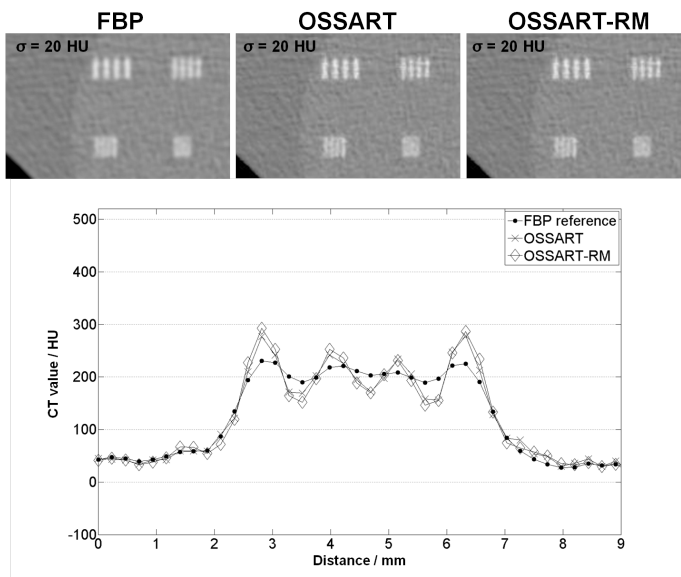 FBP OSSART OSSART-RM
σ = 20 HU σ = 20 HU σ = 20 HU
500
FBP reference
OSSART
OSSART-RM
400
300
200
100
0
-100
CT value / HU
0 1 2 3 4 5 6 7 8 9
Distance / mm